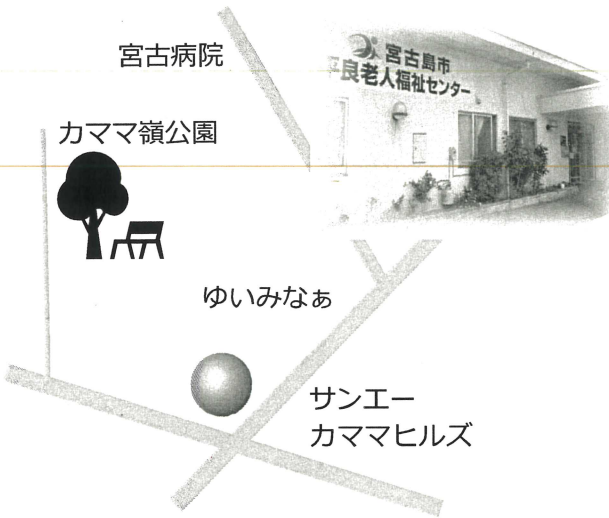 宮古病院
宮古島市
平良老人福祉センター
カママ嶺公園
ゆいみなぁ
サンエー
カママヒルズ